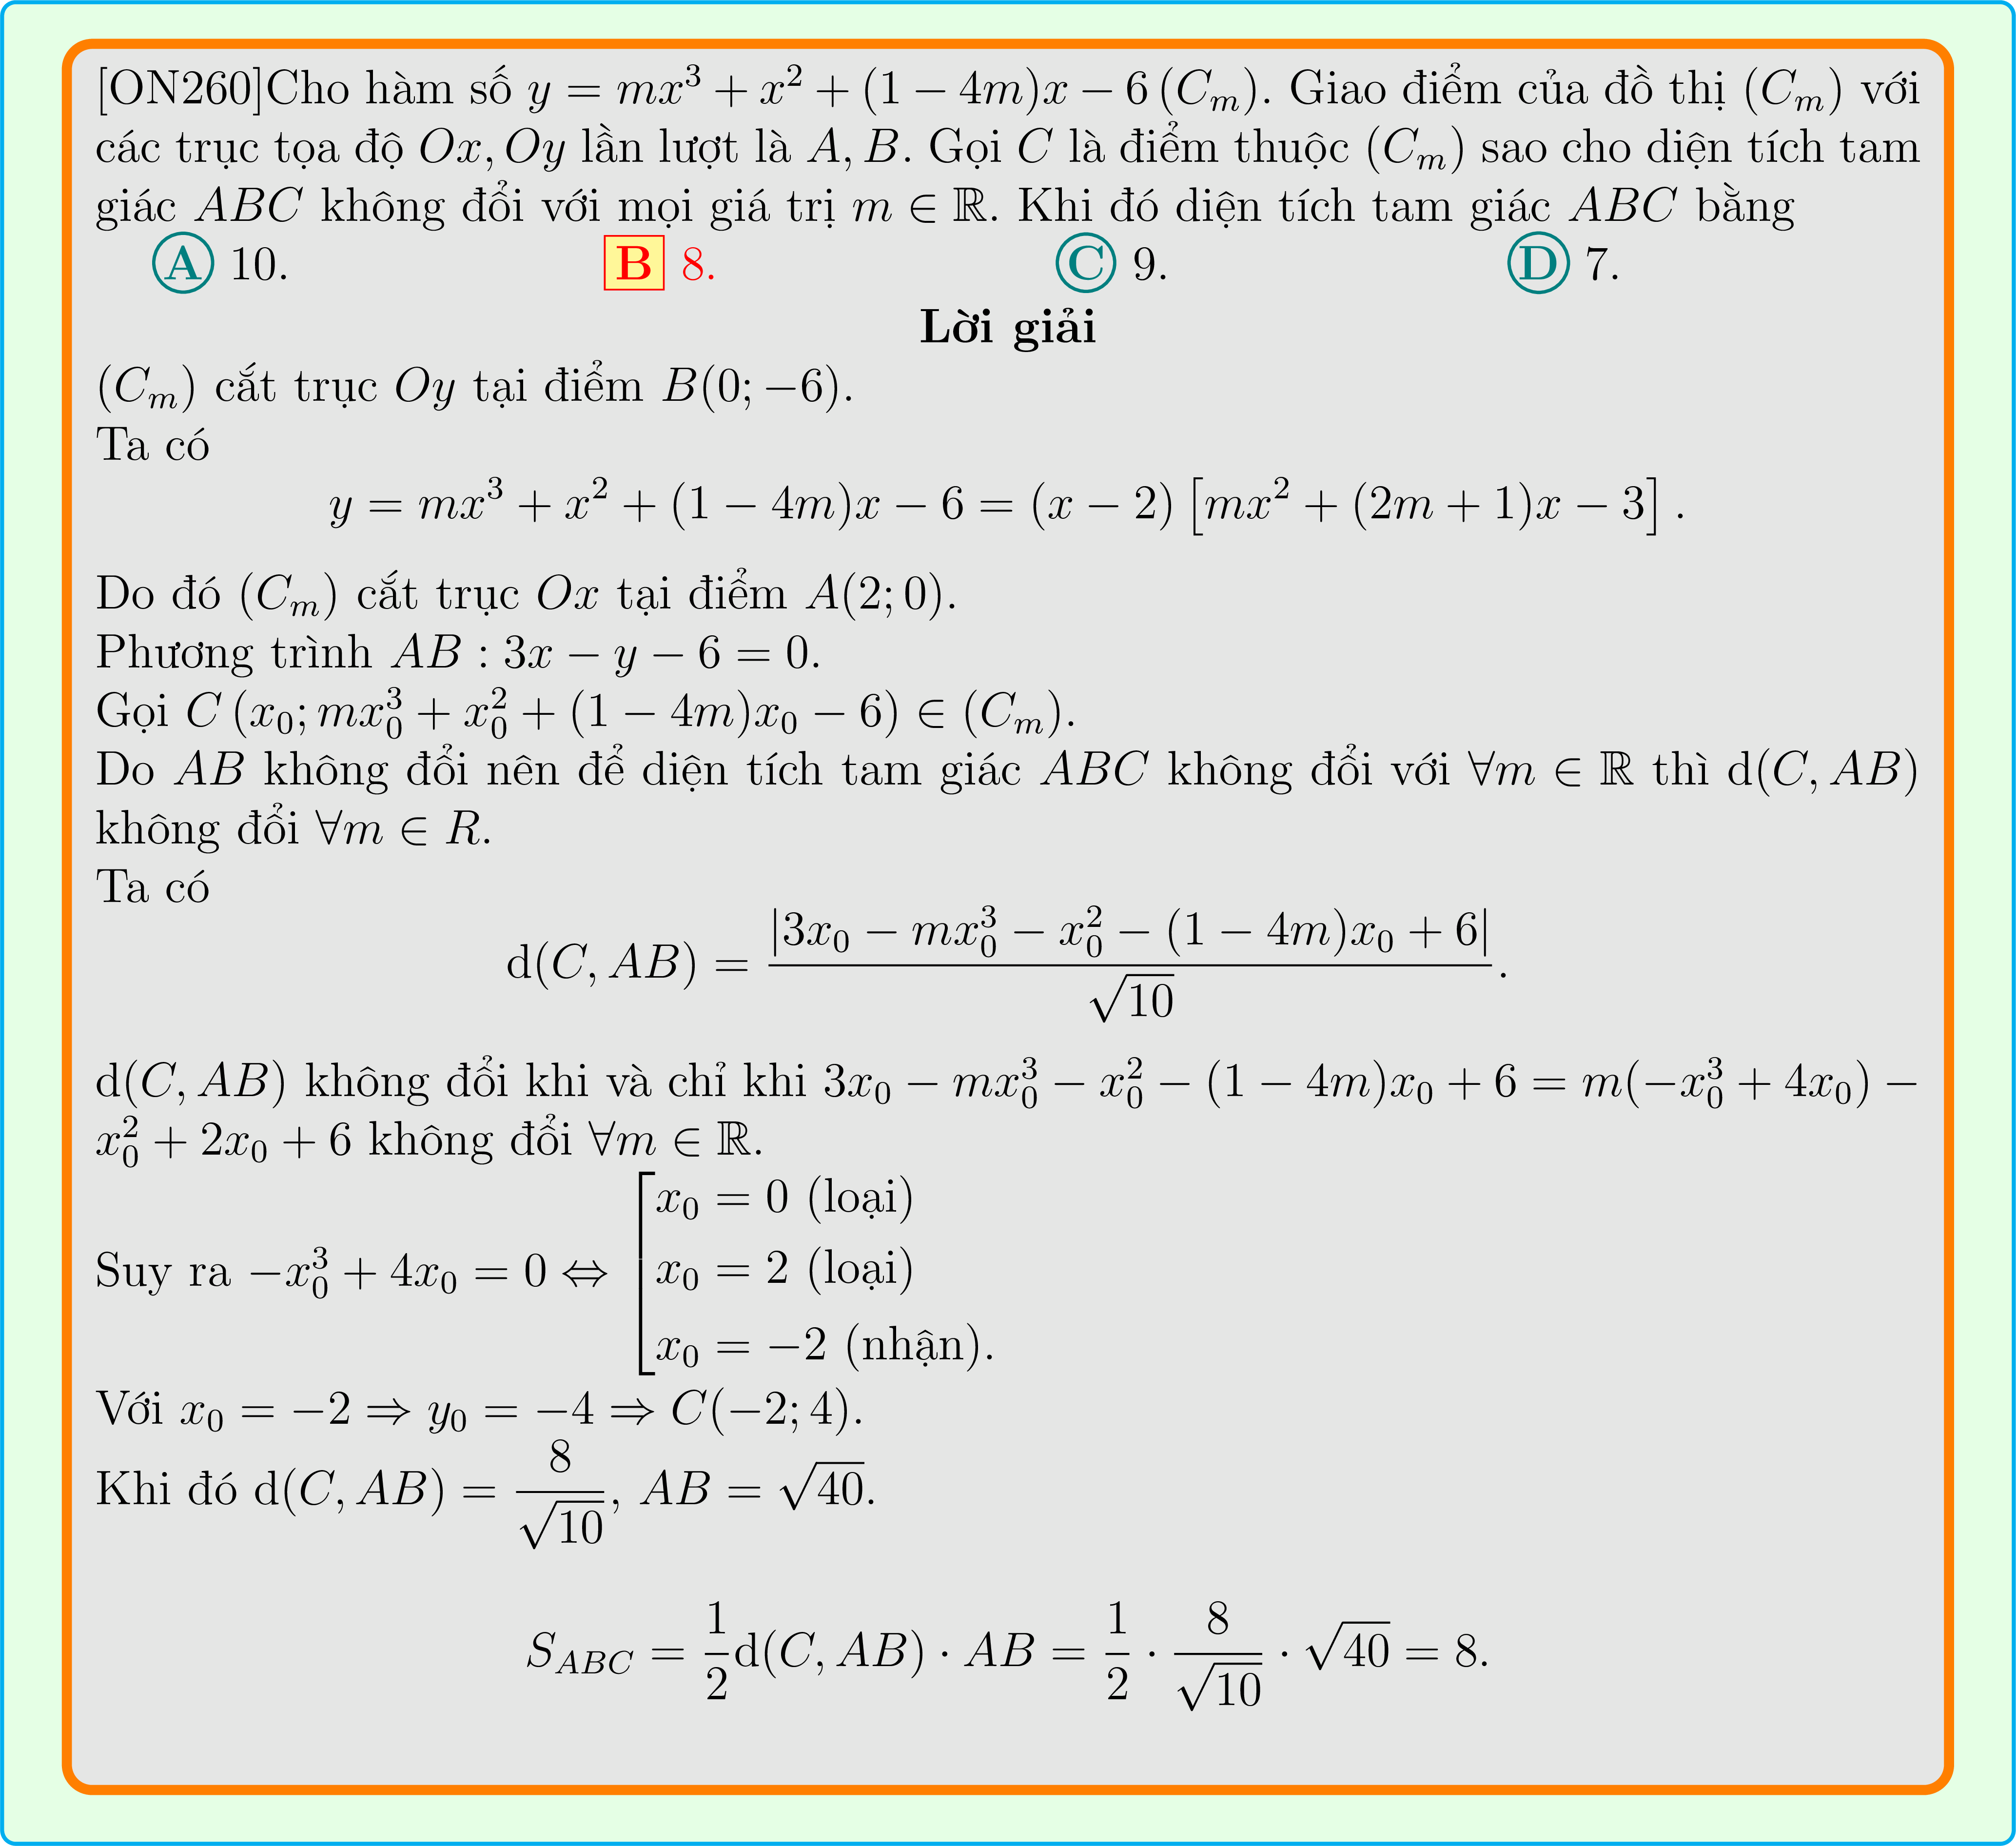 [ON260]Cho hàm số $y = mx^3 + x^2 + (1 - 4m)x - 6\,(C_m)$. Giao điểm của đồ thị $(C_m)$ với
các trục tọa độ $Ox, Oy$ lần lượt là $A, B$. Gọi $C$ là điểm thuộc $(C_m)$ sao cho diện tích tam
giác $ABC$ không đổi với mọi giá trị $m \in \mathbb{R}$. Khi đó diện tích tam giác $ABC$ bằng
A 10. B 8. C 9. D 7.
Lời giải
$(C_m)$ cắt trục $Oy$ tại điểm $B(0; -6)$.
Ta có
$y = mx^3 + x^2 + (1 - 4m)x - 6 = (x - 2)\left[mx^2 + (2m + 1)x - 3\right].$
Do đó $(C_m)$ cắt trục $Ox$ tại điểm $A(2; 0)$.
Phương trình $AB : 3x - y - 6 = 0$.
Gọi $C\left(x_0; mx_0^3 + x_0^2 + (1 - 4m)x_0 - 6\right) \in (C_m)$.
Do $AB$ không đổi nên để diện tích tam giác $ABC$ không đổi với $\forall m \in \mathbb{R}$ thì $\mathrm{d}(C, AB)$
không đổi $\forall m \in R$.
Ta có
$\mathrm{d}(C, AB) = \dfrac{|3x_0 - mx_0^3 - x_0^2 - (1 - 4m)x_0 + 6|}{\sqrt{10}}.$
$\mathrm{d}(C, AB)$ không đổi khi và chỉ khi $3x_0 - mx_0^3 - x_0^2 - (1 - 4m)x_0 + 6 = m(-x_0^3 + 4x_0) -$
$x_0^2 + 2x_0 + 6$ không đổi $\forall m \in \mathbb{R}$.
Suy ra $-x_0^3 + 4x_0 = 0 \Leftrightarrow \left[\begin{array}{l} x_0 = 0 \text{ (loại)} \\ x_0 = 2 \text{ (loại)} \\ x_0 = -2 \text{ (nhận).} \end{array}\right.$
Với $x_0 = -2 \Rightarrow y_0 = -4 \Rightarrow C(-2; 4)$.
Khi đó $\mathrm{d}(C, AB) = \dfrac{8}{\sqrt{10}}$, $AB = \sqrt{40}$.
$S_{ABC} = \dfrac{1}{2}\mathrm{d}(C, AB) \cdot AB = \dfrac{1}{2} \cdot \dfrac{8}{\sqrt{10}} \cdot \sqrt{40} = 8.$